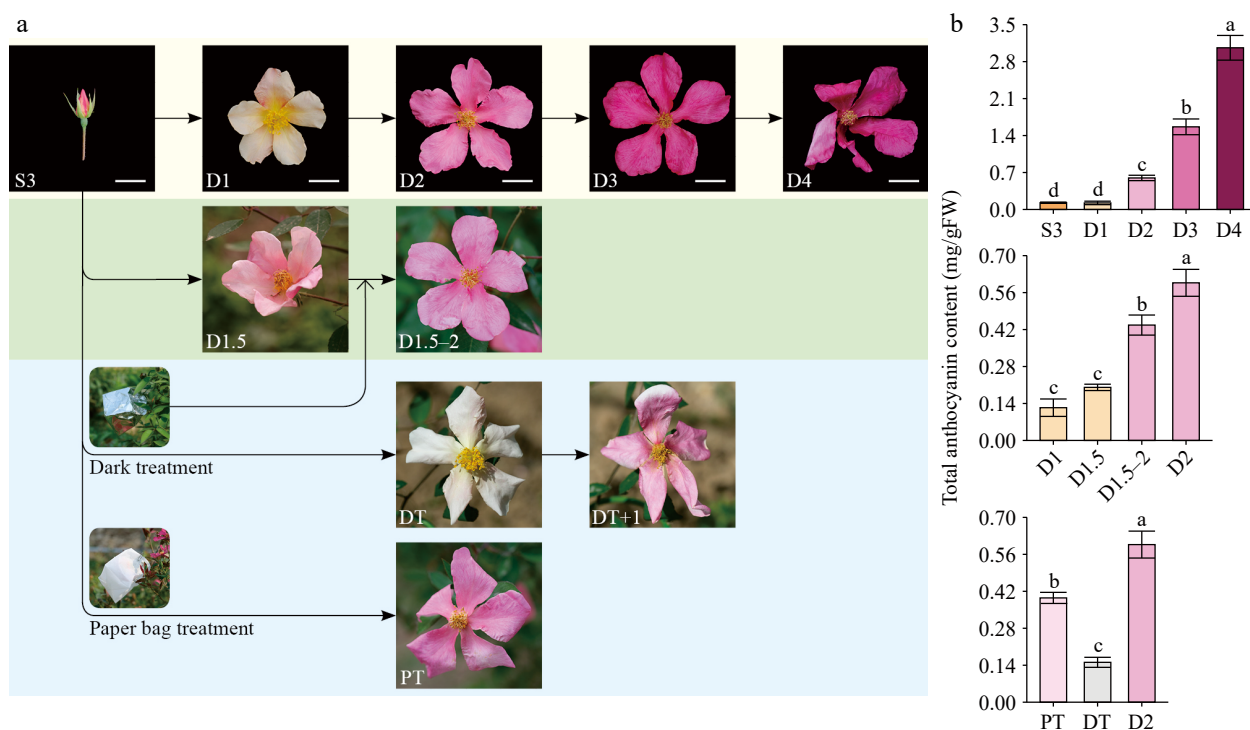 a
S3
D1
D2
D3
D4
D1.5
D1.5–2
Dark treatment
DT
DT+1
Paper bag treatment
PT
b
Total anthocyanin content (mg/gFW)
3.5
2.8
2.1
1.4
0.7
0.0
d
d
c
b
a
S3
D1
D2
D3
D4
0.70
0.56
0.42
0.28
0.14
0.00
c
c
b
a
D1
D1.5
D1.5–2
D2
0.70
0.56
0.42
0.28
0.14
0.00
b
c
a
PT
DT
D2